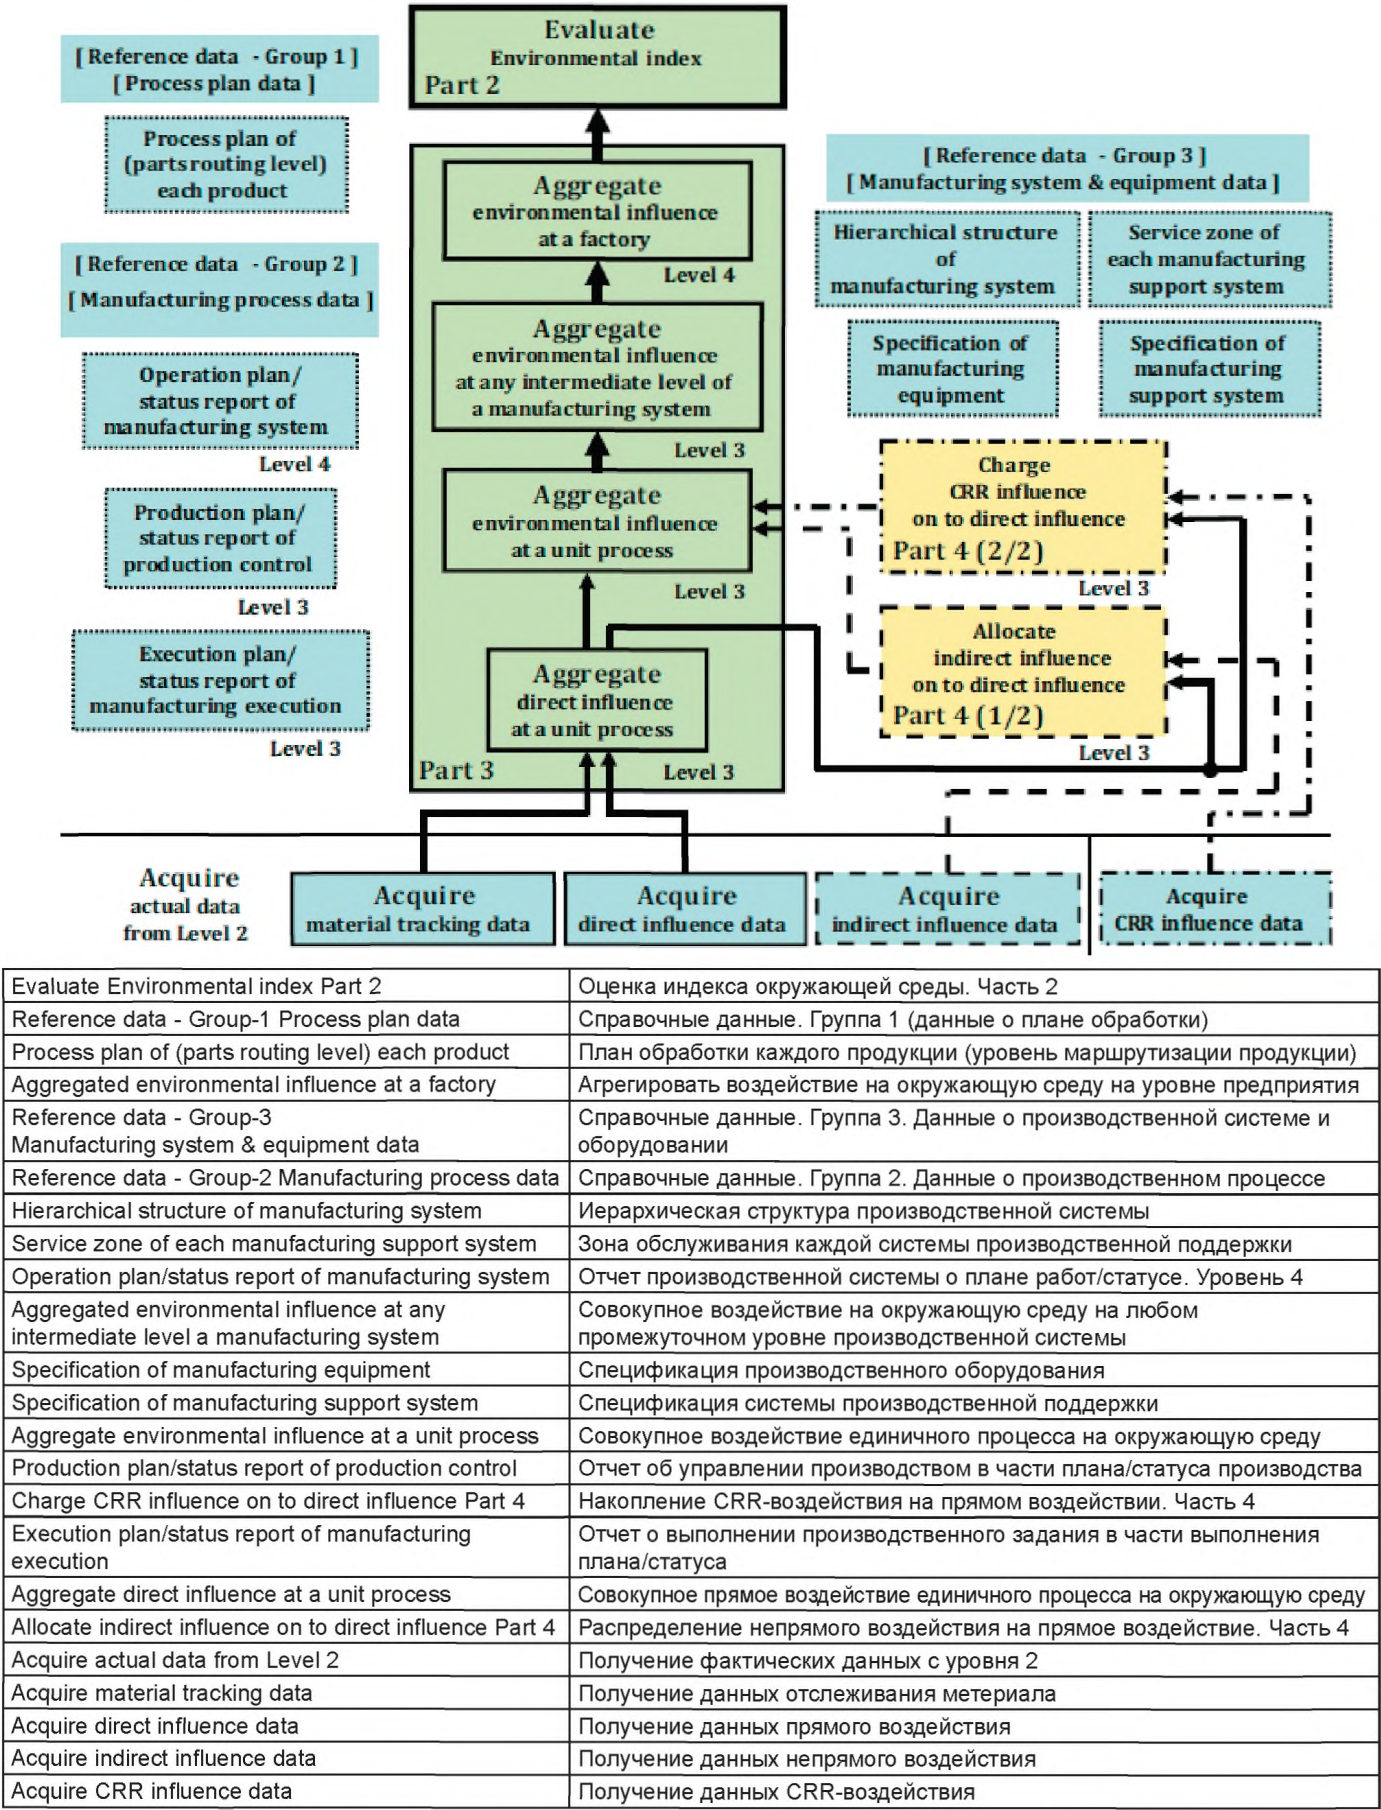 Evaluate
Environmental index
Part 2
[ Reference data - Group 1 ]
[ Process plan data ]
Process plan of
(parts routing level)
each product
[ Reference data - Group 2 ]
[ Manufacturing process data ]
Operation plan/
status report of
manufacturing system
Level 4
Production plan/
status report of
production control
Level 3
Execution plan/
status report of
manufacturing execution
Level 3
Aggregate
environmental influence
at a factory
Level 4
Aggregate
environmental influence
at any intermediate level of
a manufacturing system
Level 3
Aggregate
environmental influence
at a unit process
Level 3
Aggregate
direct influence
at a unit process
Part 3
Level 3
[ Reference data - Group 3 ]
[ Manufacturing system & equipment data ]
Hierarchical structure
of
manufacturing system
Service zone of
each manufacturing
support system
Specification of
manufacturing
equipment
Specification of
manufacturing
support system
Charge
CRR influence
on to direct influence
Part 4 (2/2)
Level 3
Allocate
indirect influence
on to direct influence
Part 4 (1/2)
Level 3
Acquire
actual data
from Level 2
Acquire
material tracking data
Acquire
direct influence data
Acquire
indirect influence data
Acquire
CRR influence data
Evaluate Environmental index Part 2
Оценка индекса окружающей среды. Часть 2
Reference data - Group-1 Process plan data
Справочные данные. Группа 1 (данные о плане обработки)
Process plan of (parts routing level) each product
План обработки каждого продукции (уровень маршрутизации продукции)
Aggregated environmental influence at a factory
Агрегировать воздействие на окружающую среду на уровне предприятия
Reference data - Group-3
Manufacturing system & equipment data
Справочные данные. Группа 3. Данные о производственной системе и
оборудовании
Reference data - Group-2 Manufacturing process data
Справочные данные. Группа 2. Данные о производственном процессе
Hierarchical structure of manufacturing system
Иерархическая структура производственной системы
Service zone of each manufacturing support system
Зона обслуживания каждой системы производственной поддержки
Operation plan/status report of manufacturing system
Отчет производственной системы о плане работ/статусе. Уровень 4
Aggregated environmental influence at any
intermediate level a manufacturing system
Совокупное воздействие на окружающую среду на любом
промежуточном уровне производственной системы
Specification of manufacturing equipment
Спецификация производственного оборудования
Specification of manufacturing support system
Спецификация системы производственной поддержки
Aggregate environmental influence at a unit process
Совокупное воздействие единичного процесса на окружающую среду
Production plan/status report of production control
Отчет об управлении производством в части плана/статуса производства
Charge CRR influence on to direct influence Part 4
Накопление CRR-воздействия на прямом воздействии. Часть 4
Execution plan/status report of manufacturing
execution
Отчет о выполнении производственного задания в части выполнения
плана/статуса
Aggregate direct influence at a unit process
Совокупное прямое воздействие единичного процесса на окружающую среду
Allocate indirect influence on to direct influence Part 4
Распределение непрямого воздействия на прямое воздействие. Часть 4
Acquire actual data from Level 2
Получение фактических данных с уровня 2
Acquire material tracking data
Получение данных отслеживания метериала
Acquire direct influence data
Получение данных прямого воздействия
Acquire indirect influence data
Получение данных непрямого воздействия
Acquire CRR influence data
Получение данных CRR-воздействия